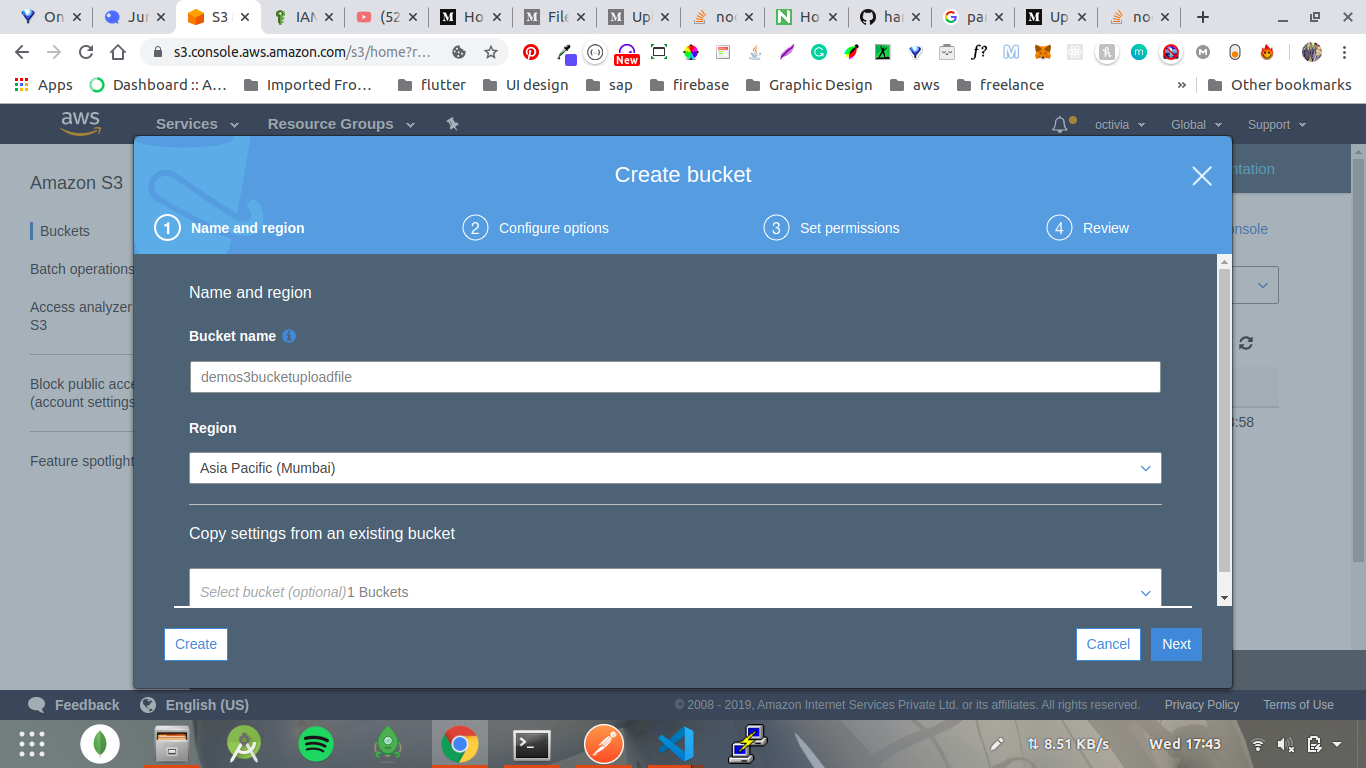 On
Jur
S3
IAN
(52
Ho
File
Up
noc
Ho
har
par
Up
noc
s3.console.aws.amazon.com/s3/home?r...
New
f?
Apps
Dashboard :: A...
Imported Fro...
flutter
UI design
sap
firebase
Graphic Design
aws
freelance
»
Other bookmarks
aws
Services
Resource Groups
octivia
Global
Support
Amazon S3
Buckets
Batch operations
Access analyzer
S3
Block public acce
(account settings
Feature spotlight
ntation
onsole
:58
Create bucket
1 Name and region
2 Configure options
3 Set permissions
4 Review
Name and region
Bucket name
demos3bucketuploadfile
Region
Asia Pacific (Mumbai)
Copy settings from an existing bucket
Select bucket (optional)1 Buckets
Create
Cancel
Next
Feedback
English (US)
© 2008 - 2019, Amazon Internet Services Private Ltd. or its affiliates. All rights reserved.
Privacy Policy
Terms of Use
8.51 KB/s
Wed 17:43